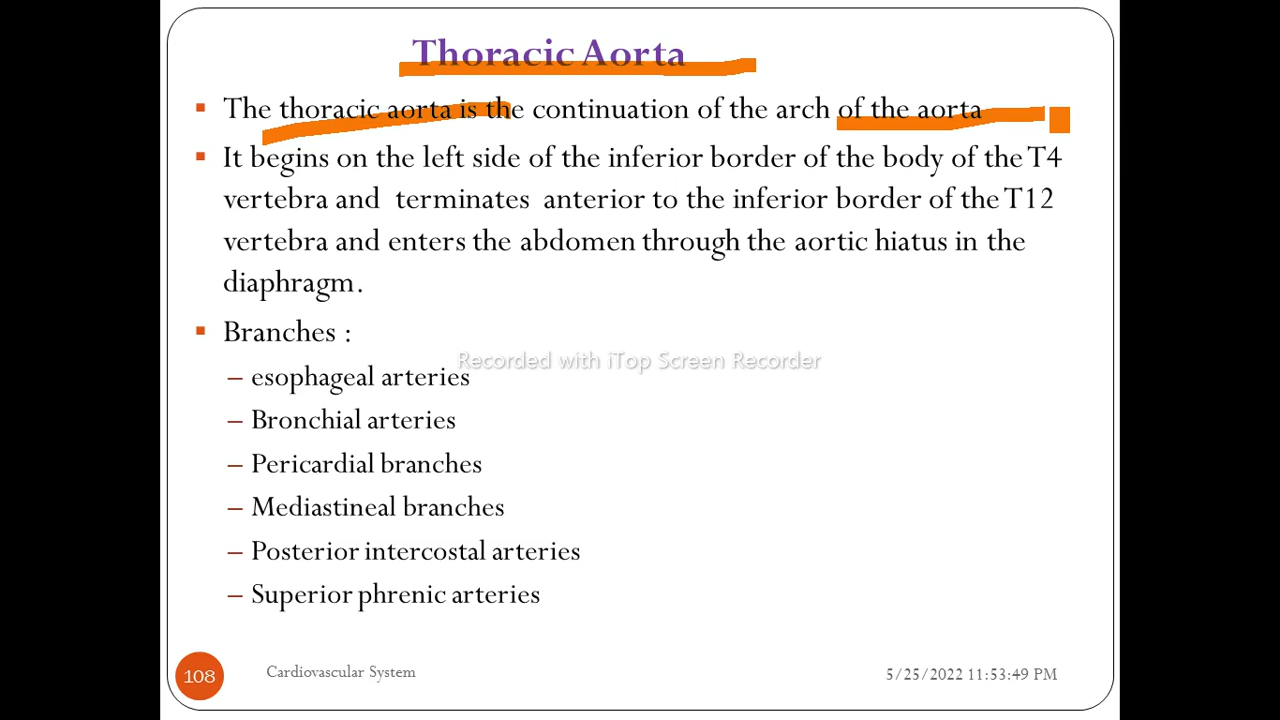 Thoracic Aorta
▪ The thoracic aorta is the continuation of the arch of the aorta
▪ It begins on the left side of the inferior border of the body of the T4
vertebra and terminates anterior to the inferior border of the T12
vertebra and enters the abdomen through the aortic hiatus in the
diaphragm.
▪ Branches :
Recorded with iTop Screen Recorder
– esophageal arteries
– Bronchial arteries
– Pericardial branches
– Mediastineal branches
– Posterior intercostal arteries
– Superior phrenic arteries
108 Cardiovascular System 5/25/2022 11:53:49 PM